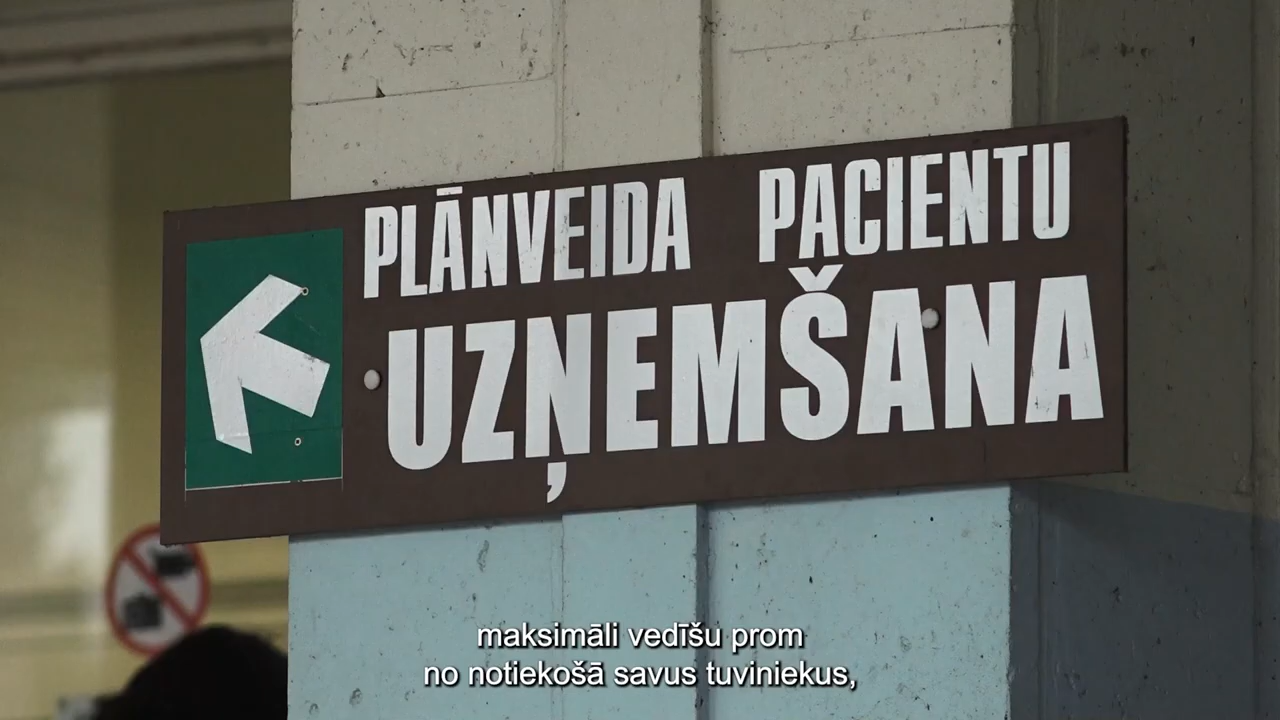 PLĀNVEIDA PACIENTU
UZŅEMŠANA
maksimāli vedīšu prom
no notiekošā savus tuviniekus,